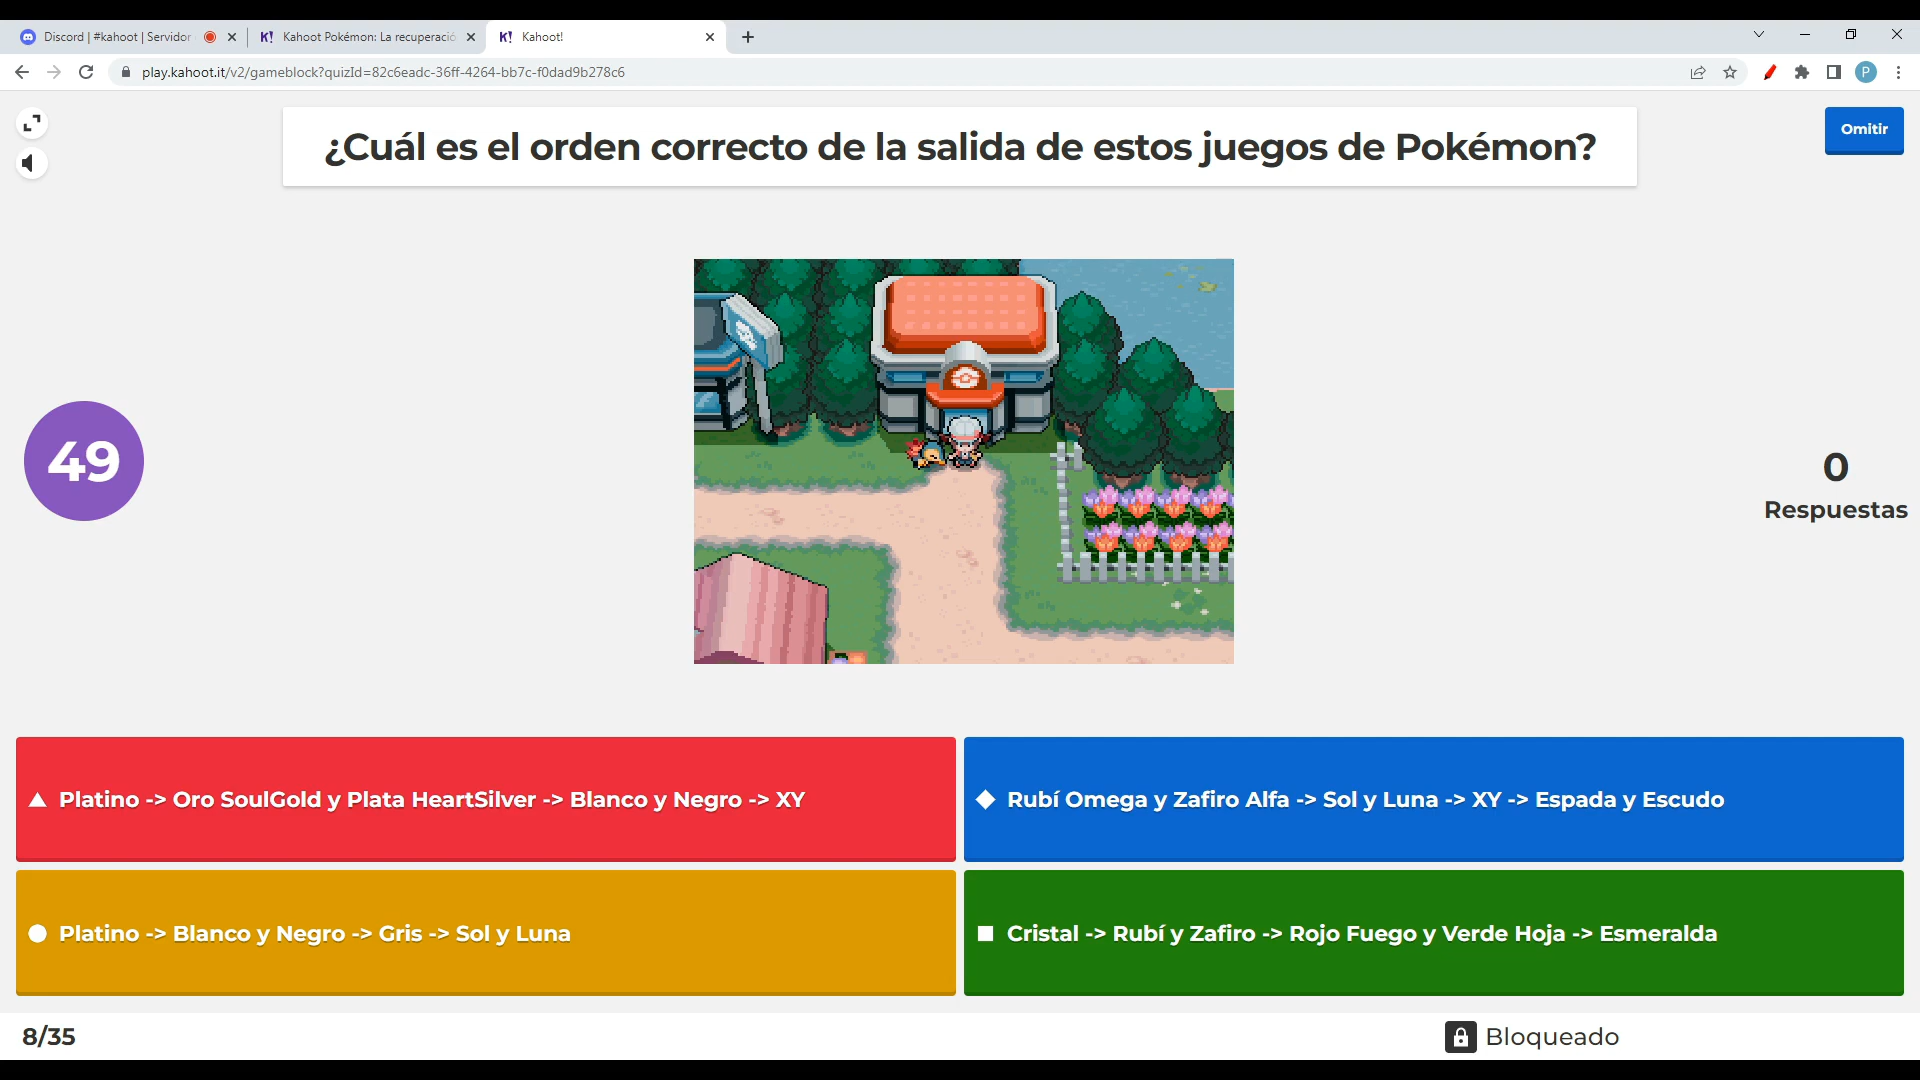 Discord | #kahoot | Servidor
Kahoot Pokémon: La recuperació
Kahoot!
play.kahoot.it/v2/gameblock?quizId=82c6eadc-36ff-4264-bb7c-f0dad9b278c6
P
¿Cuál es el orden correcto de la salida de estos juegos de Pokémon?
Omitir
49
0
Respuestas
Platino -> Oro SoulGold y Plata HeartSilver -> Blanco y Negro -> XY
Rubí Omega y Zafiro Alfa -> Sol y Luna -> XY -> Espada y Escudo
Platino -> Blanco y Negro -> Gris -> Sol y Luna
Cristal -> Rubí y Zafiro -> Rojo Fuego y Verde Hoja -> Esmeralda
8/35
Bloqueado